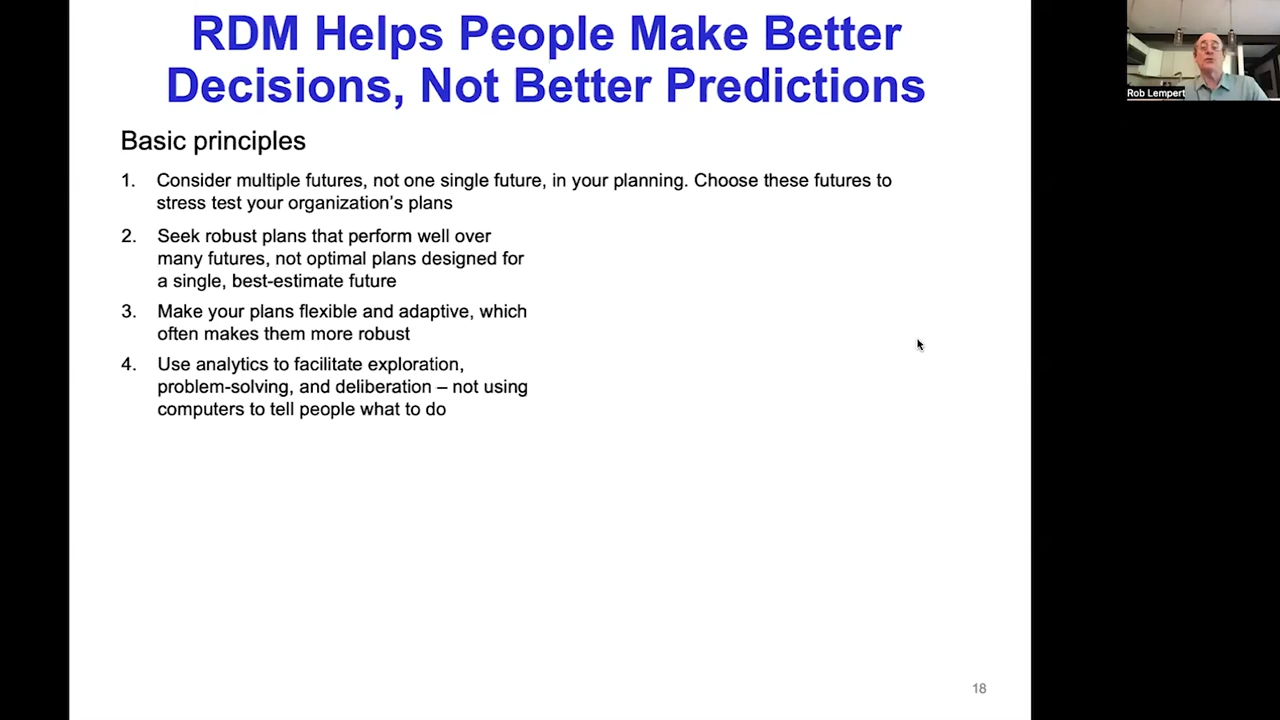 RDM Helps People Make Better
Decisions, Not Better Predictions
Rob Lempert
Basic principles
1. Consider multiple futures, not one single future, in your planning. Choose these futures to
stress test your organization's plans
2. Seek robust plans that perform well over
many futures, not optimal plans designed for
a single, best-estimate future
3. Make your plans flexible and adaptive, which
often makes them more robust
4. Use analytics to facilitate exploration,
problem-solving, and deliberation – not using
computers to tell people what to do
18